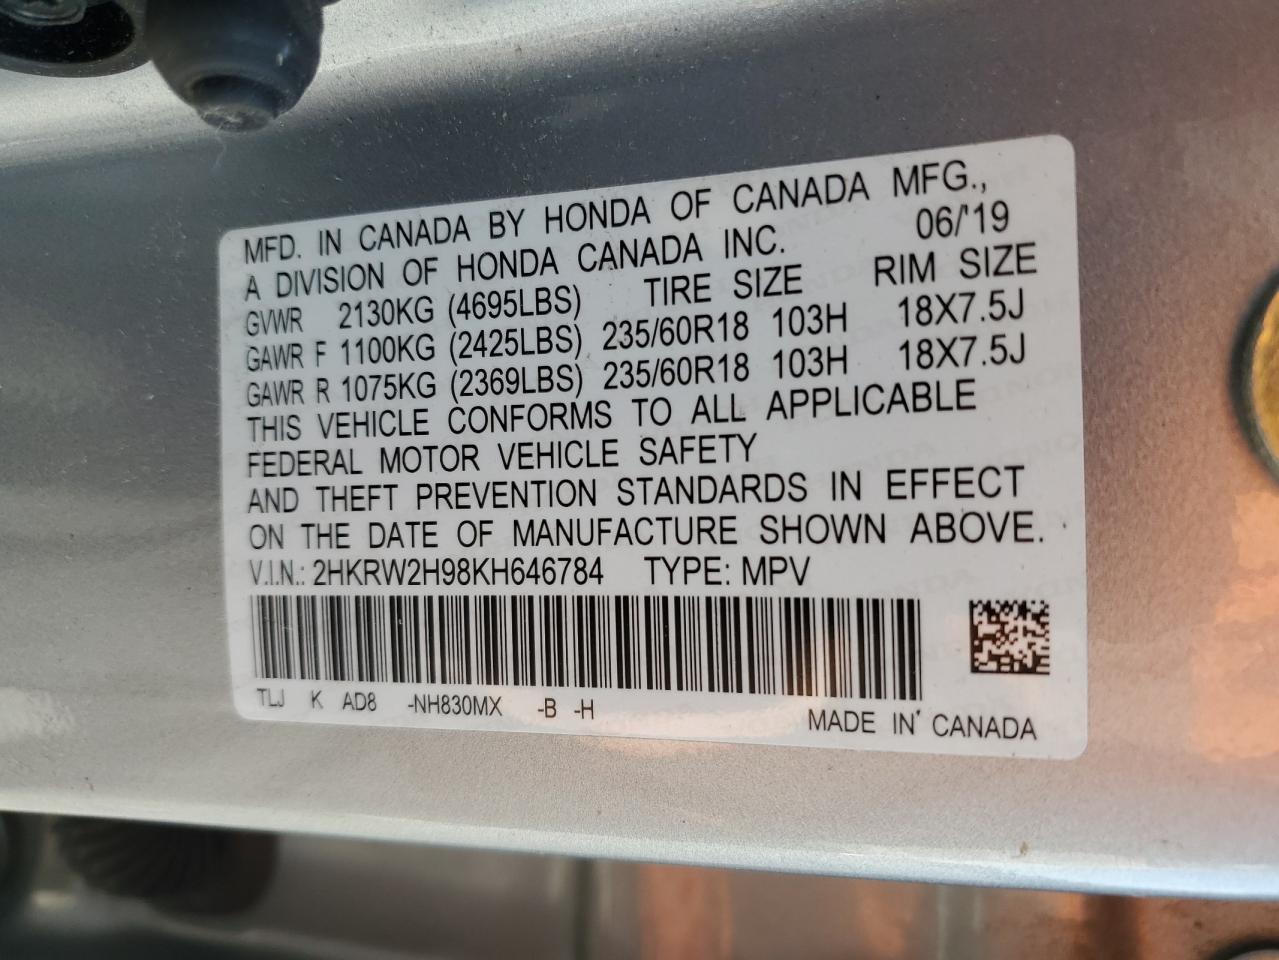 MFD. IN CANADA BY HONDA OF CANADA MFG.,
A DIVISION OF HONDA CANADA INC. 06/'19
GVWR 2130KG (4695LBS) TIRE SIZE RIM SIZE
GAWR F 1100KG (2425LBS) 235/60R18 103H 18X7.5J
GAWR R 1075KG (2369LBS) 235/60R18 103H 18X7.5J
THIS VEHICLE CONFORMS TO ALL APPLICABLE
FEDERAL MOTOR VEHICLE SAFETY
AND THEFT PREVENTION STANDARDS IN EFFECT
ON THE DATE OF MANUFACTURE SHOWN ABOVE.
V.I.N.: 2HKRW2H98KH646784 TYPE: MPV
TLJ K AD8 -NH830MX -B -H
MADE IN CANADA